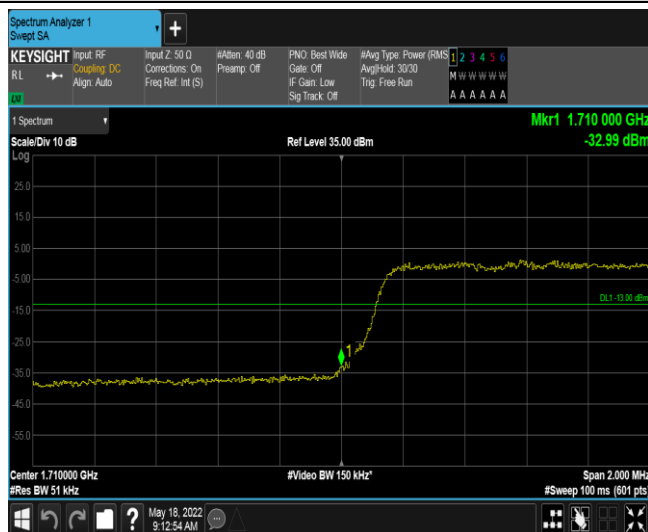 Spectrum Analyzer 1
Swept SA
+
KEYSIGHT
RL
LNI
Input: RF
Coupling: DC
Align: Auto
Input Z: 50 Ω
Corrections: On
Freq Ref: Int (S)
#Atten: 40 dB
Preamp: Off
PNO: Best Wide
Gate: Off
IF Gain: Low
Sig Track: Off
#Avg Type: Power (RMS
Avg|Hold: 30/30
Trig: Free Run
1 2 3 4 5 6
M W W W W W
A A A A A A
1 Spectrum
Scale/Div 10 dB
Ref Level 35.00 dBm
Mkr1 1.710 000 GHz
-32.99 dBm
Log
25.0
15.0
5.00
-5.00
DL1 -13.00 dBm
-15.0
-25.0
1
-35.0
-45.0
-55.0
Center 1.710000 GHz
#Video BW 150 kHz*
Span 2.000 MHz
#Res BW 51 kHz
#Sweep 100 ms (601 pts)
?
May 18, 2022
9:12:54 AM